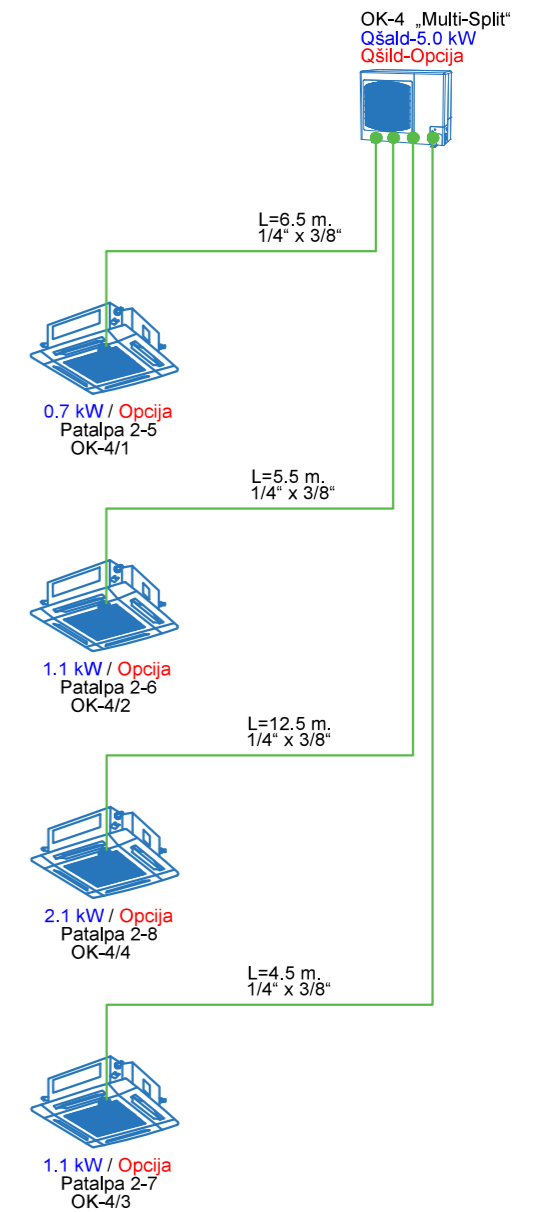 OK-4 „Multi-Split“
Qšald-5.0 kW
Qšild-Opcija
L=6.5 m.
1/4“ x 3/8“
0.7 kW / Opcija
Patalpa 2-5
OK-4/1
L=5.5 m.
1/4“ x 3/8“
1.1 kW / Opcija
Patalpa 2-6
OK-4/2
L=12.5 m.
1/4“ x 3/8“
2.1 kW / Opcija
Patalpa 2-8
OK-4/4
L=4.5 m.
1/4“ x 3/8“
1.1 kW / Opcija
Patalpa 2-7
OK-4/3